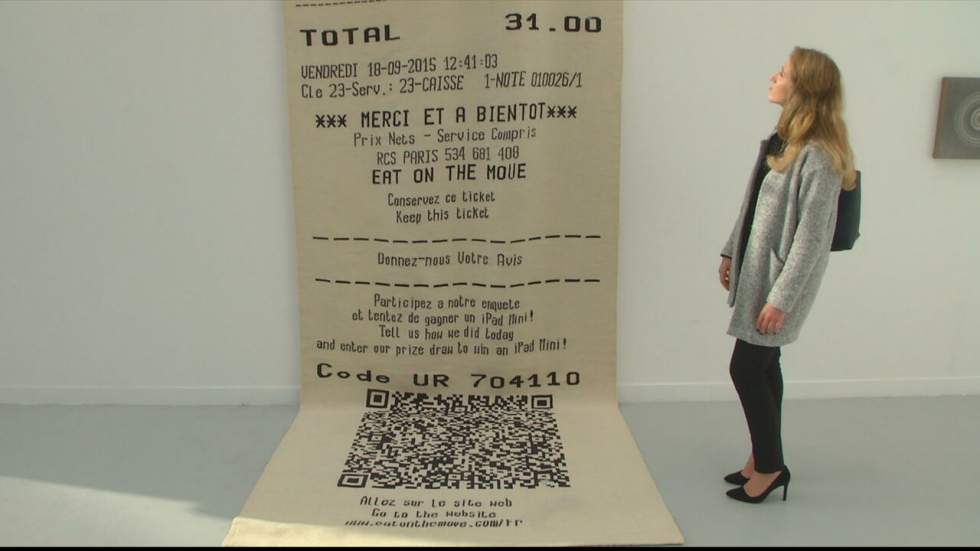 TOTAL 31.00
VENDREDI 18-09-2015 12:41:03
Cle 23-Serv.: 23-CAISSE 1-NOTE 010026/1
*** MERCI ET A BIENTOT***
Prix Nets - Service Compris
RCS PARIS 534 681 408
EAT ON THE MOVE
Conservez ce ticket
Keep this ticket
Donnez-nous Votre Avis
Participez a notre enquete
et tentez de gagner un iPad Mini!
Tell us how we did today
and enter our prize draw to win an iPad Mini!
Code UR 704110
Allez sur le site web
Go to the website
www.eatonthemove.com/fr